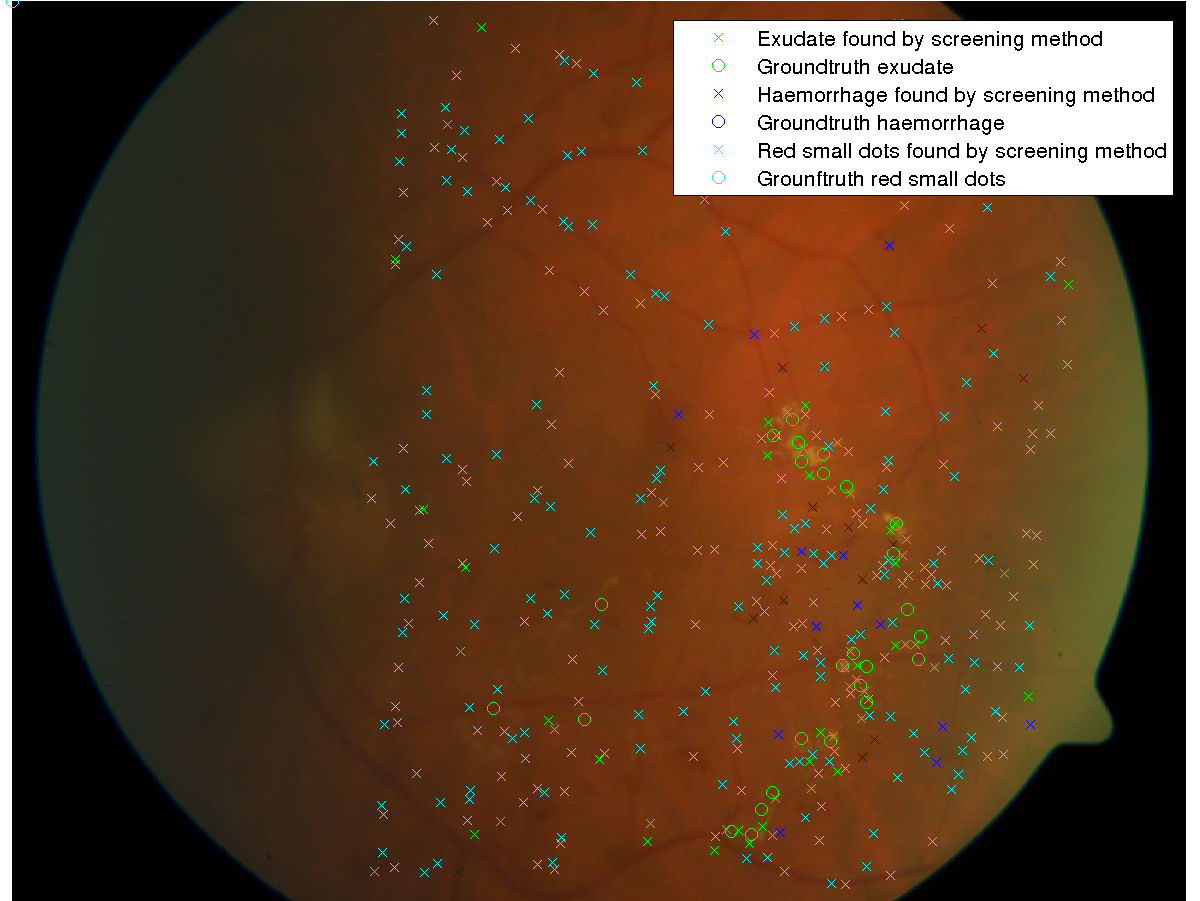 Exudate found by screening method
Groundtruth exudate
Haemorrhage found by screening method
Groundtruth haemorrhage
Red small dots found by screening method
Grounftruth red small dots